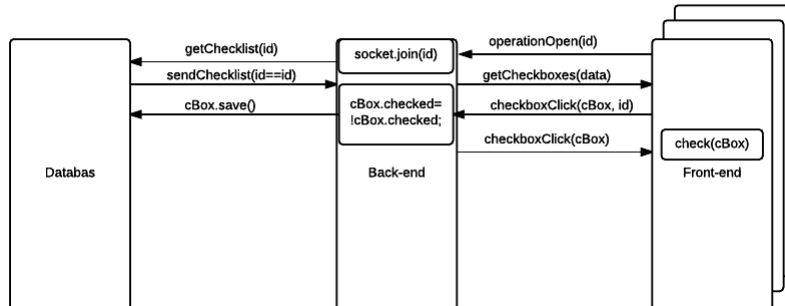 getChecklist(id)
socket.join(id)
operationOpen(id)
sendChecklist(id==id)
getCheckboxes(data)
cBox.save()
cBox.checked=
!cBox.checked;
checkboxClick(cBox, id)
checkboxClick(cBox)
check(cBox)
Databas
Back-end
Front-end